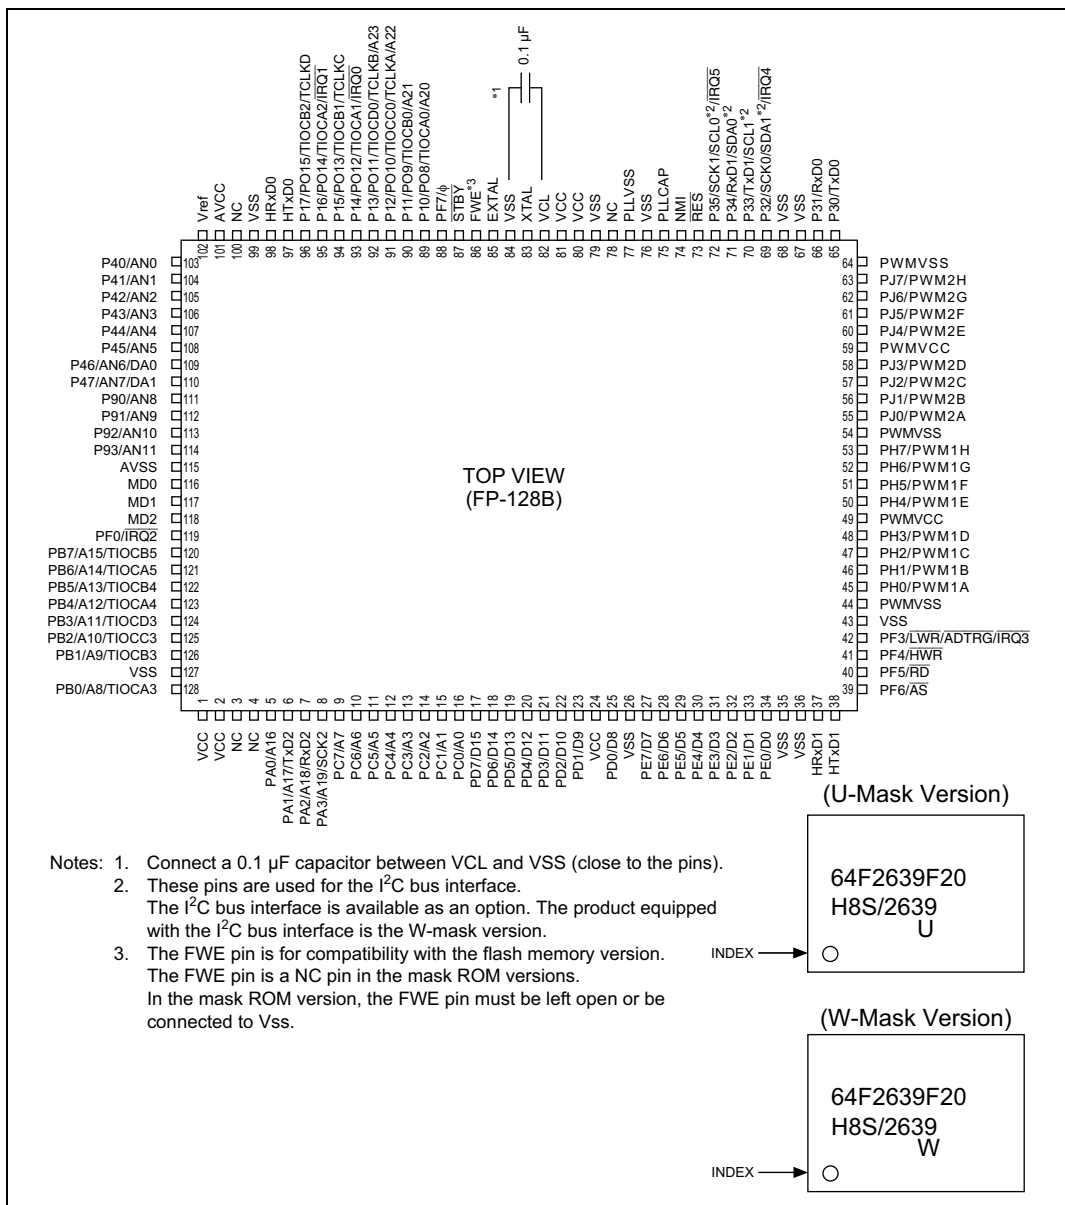 0.1 µF
*1
Vref
AVCC
NC
VSS
HRxD0
HTxD0
P17/PO15/TIOCB2/TCLKD
P16/PO14/TIOCA2/IRQ1
P15/PO13/TIOCB1/TCLKC
P14/PO12/TIOCA1/IRQ0
P13/PO11/TIOCD0/TCLKB/A23
P12/PO10/TIOCC0/TCLKA/A22
P11/PO9/TIOCB0/A21
P10/PO8/TIOCA0/A20
PF7/ϕ
STBY
FWE*3
EXTAL
VSS
XTAL
VCL
VCC
VCC
VSS
NC
PLLVSS
VSS
PLLCAP
NMI
RES
P35/SCK1/SCL0*2/IRQ5
P34/RxD1/SDA0*2
P33/TxD1/SCL1*2
P32/SCK0/SDA1*2/IRQ4
VSS
VSS
P31/RxD0
P30/TxD0
102 101 100 99 98 97 96 95 94 93 92 91 90 89 88 87 86 85 84 83 82 81 80 79 78 77 76 75 74 73 72 71 70 69 68 67 66 65
P40/AN0 103
P41/AN1 104
P42/AN2 105
P43/AN3 106
P44/AN4 107
P45/AN5 108
P46/AN6/DA0 109
P47/AN7/DA1 110
P90/AN8 111
P91/AN9 112
P92/AN10 113
P93/AN11 114
AVSS 115
MD0 116
MD1 117
MD2 118
PF0/IRQ2 119
PB7/A15/TIOCB5 120
PB6/A14/TIOCA5 121
PB5/A13/TIOCB4 122
PB4/A12/TIOCA4 123
PB3/A11/TIOCD3 124
PB2/A10/TIOCC3 125
PB1/A9/TIOCB3 126
VSS 127
PB0/A8/TIOCA3 128
TOP VIEW
(FP-128B)
64 PWMVSS
63 PJ7/PWM2H
62 PJ6/PWM2G
61 PJ5/PWM2F
60 PJ4/PWM2E
59 PWMVCC
58 PJ3/PWM2D
57 PJ2/PWM2C
56 PJ1/PWM2B
55 PJ0/PWM2A
54 PWMVSS
53 PH7/PWM1H
52 PH6/PWM1G
51 PH5/PWM1F
50 PH4/PWM1E
49 PWMVCC
48 PH3/PWM1D
47 PH2/PWM1C
46 PH1/PWM1B
45 PH0/PWM1A
44 PWMVSS
43 VSS
42 PF3/LWR/ADTRG/IRQ3
41 PF4/HWR
40 PF5/RD
39 PF6/AS
1 2 3 4 5 6 7 8 9 10 11 12 13 14 15 16 17 18 19 20 21 22 23 24 25 26 27 28 29 30 31 32 33 34 35 36 37 38
VCC
VCC
NC
NC
PA0/A16
PA1/A17/TxD2
PA2/A18/RxD2
PA3/A19/SCK2
PC7/A7
PC6/A6
PC5/A5
PC4/A4
PC3/A3
PC2/A2
PC1/A1
PC0/A0
PD7/D15
PD6/D14
PD5/D13
PD4/D12
PD3/D11
PD2/D10
PD1/D9
VCC
PD0/D8
VSS
PE7/D7
PE6/D6
PE5/D5
PE4/D4
PE3/D3
PE2/D2
PE1/D1
PE0/D0
VSS
VSS
HRxD1
HTxD1
Notes: 1. Connect a 0.1 µF capacitor between VCL and VSS (close to the pins).
2. These pins are used for the I²C bus interface.
The I²C bus interface is available as an option. The product equipped
with the I²C bus interface is the W-mask version.
3. The FWE pin is for compatibility with the flash memory version.
The FWE pin is a NC pin in the mask ROM versions.
In the mask ROM version, the FWE pin must be left open or be
connected to Vss.
(U-Mask Version)
64F2639F20
H8S/2639
U
INDEX
(W-Mask Version)
64F2639F20
H8S/2639
W
INDEX